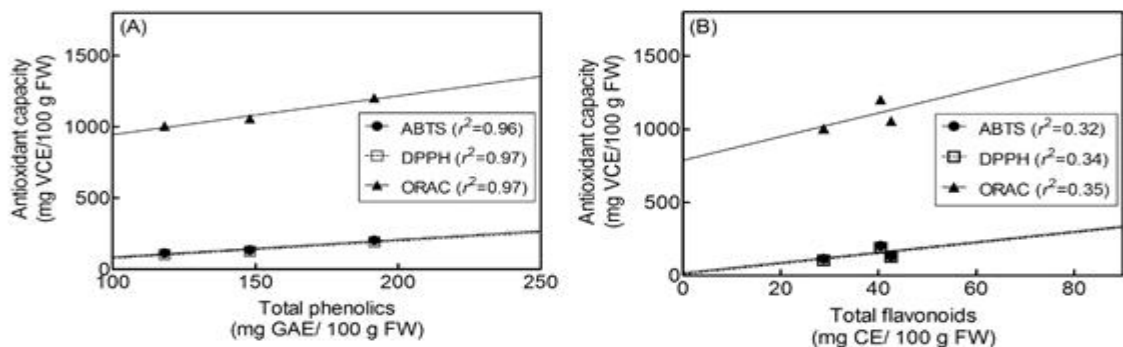 (A)
Antioxidant capacity
(mg VCE/100 g FW)
1500
1000
500
0
ABTS (r²=0.96)
DPPH (r²=0.97)
ORAC (r²=0.97)
100
150
200
250
Total phenolics
(mg GAE/ 100 g FW)
(B)
Antioxidant capacity
(mg VCE/100 g FW)
1500
1000
500
0
ABTS (r²=0.32)
DPPH (r²=0.34)
ORAC (r²=0.35)
0
20
40
60
80
Total flavonoids
(mg CE/ 100 g FW)